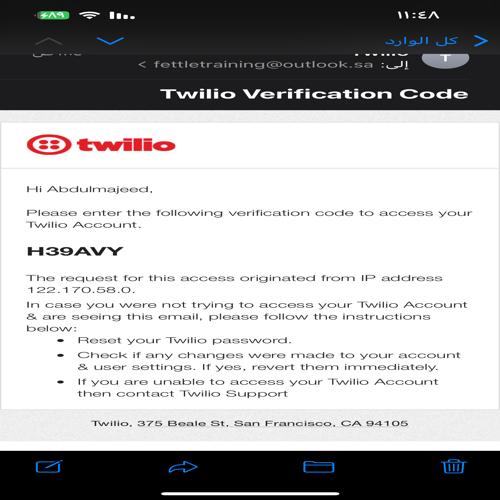 ٤٨٩ ١١:٤٨
كل الوارد
إلى: fettletraining@outlook.sa >
Twilio Verification Code
twilio
Hi Abdulmajeed,
Please enter the following verification code to access your
Twilio Account.
H39AVY
The request for this access originated from IP address
122.170.58.0.
In case you were not trying to access your Twilio Account
& are seeing this email, please follow the instructions
below:
• Reset your Twilio password.
• Check if any changes were made to your account
& user settings. If yes, revert them immediately.
• If you are unable to access your Twilio Account
then contact Twilio Support
Twilio, 375 Beale St, San Francisco, CA 94105